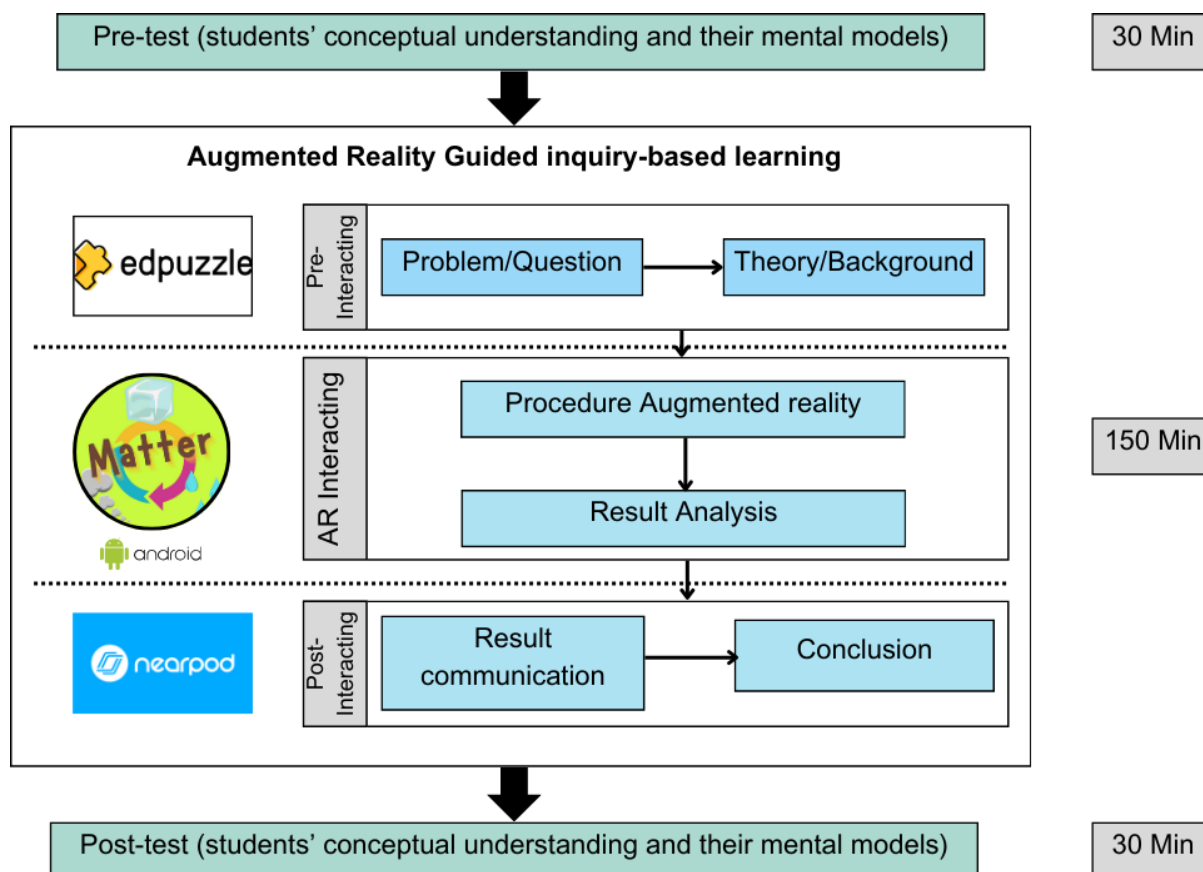 Pre-test (students’ conceptual understanding and their mental models)
30 Min
Augmented Reality Guided inquiry-based learning
edpuzzle
Pre-
Interacting
Problem/Question
Theory/Background
Matter
android
AR Interacting
Procedure Augmented reality
Result Analysis
150 Min
nearpod
Post-
Interacting
Result
communication
Conclusion
Post-test (students’ conceptual understanding and their mental models)
30 Min